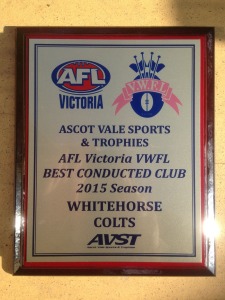 AFL
VICTORIA
VWFL
ASCOT VALE SPORTS
& TROPHIES
AFL Victoria VWFL
BEST CONDUCTED CLUB
2015 Season
WHITEHORSE
COLTS
AVST